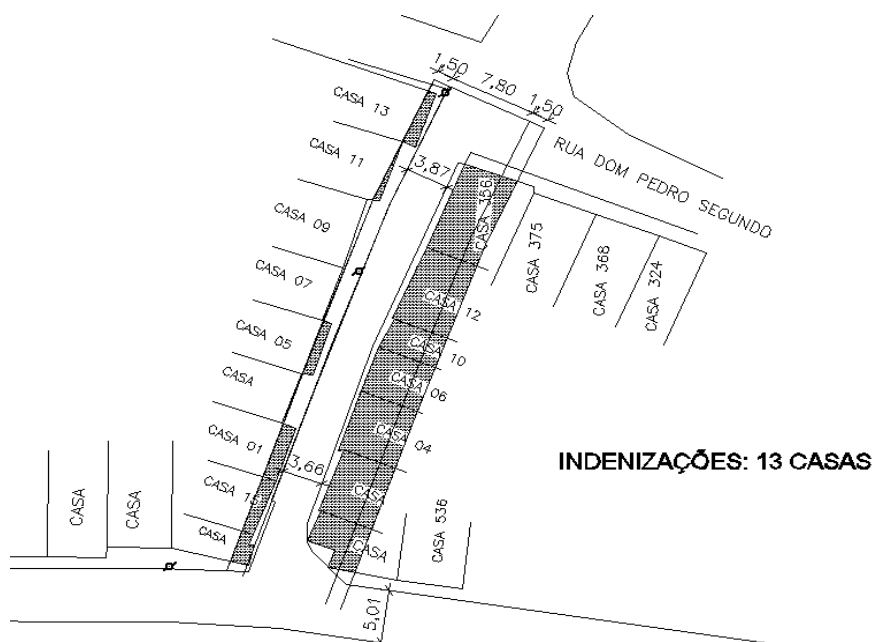 1,50
7,80
1,50
CASA 13
RUA DOM PEDRO SEGUNDO
CASA 11
3,87
CASA 356
CASA 09
CASA 375
CASA 368
CASA 324
CASA 07
CASA 12
CASA 05
CASA 10
CASA
CASA 06
CASA 01
CASA 04
INDENIZAÇÕES: 13 CASAS
3,66
CASA 15
CASA
CASA
CASA
CASA
CASA
CASA 536
5,01